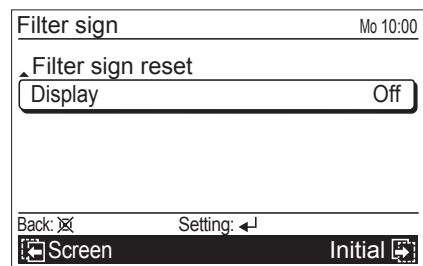 Filter sign Mo 10:00
Filter sign reset
Display Off
Back: Setting:
Screen Initial